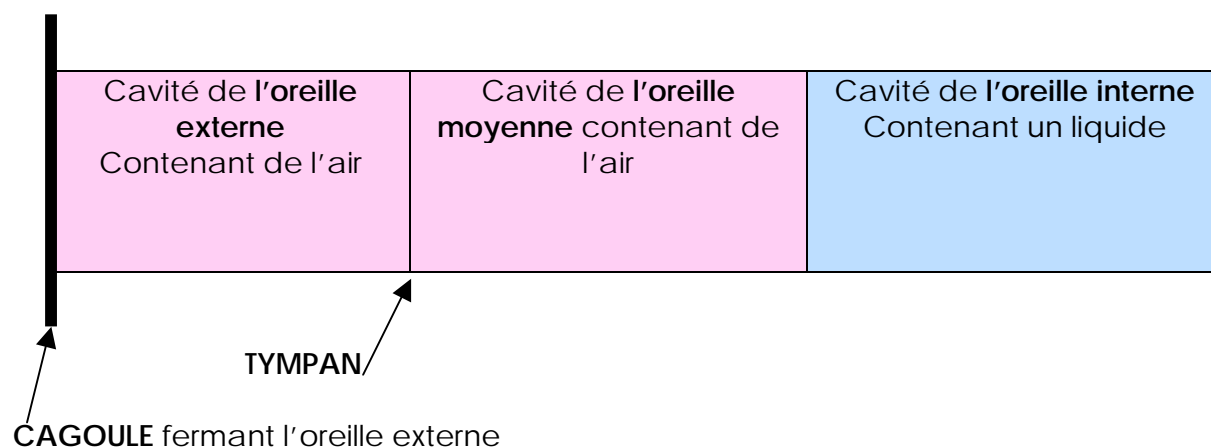 Cavité de l’oreille
externe
Contenant de l’air
Cavité de l’oreille
moyenne contenant de
l’air
Cavité de l’oreille interne
Contenant un liquide
TYMPAN
CAGOULE fermant l’oreille externe